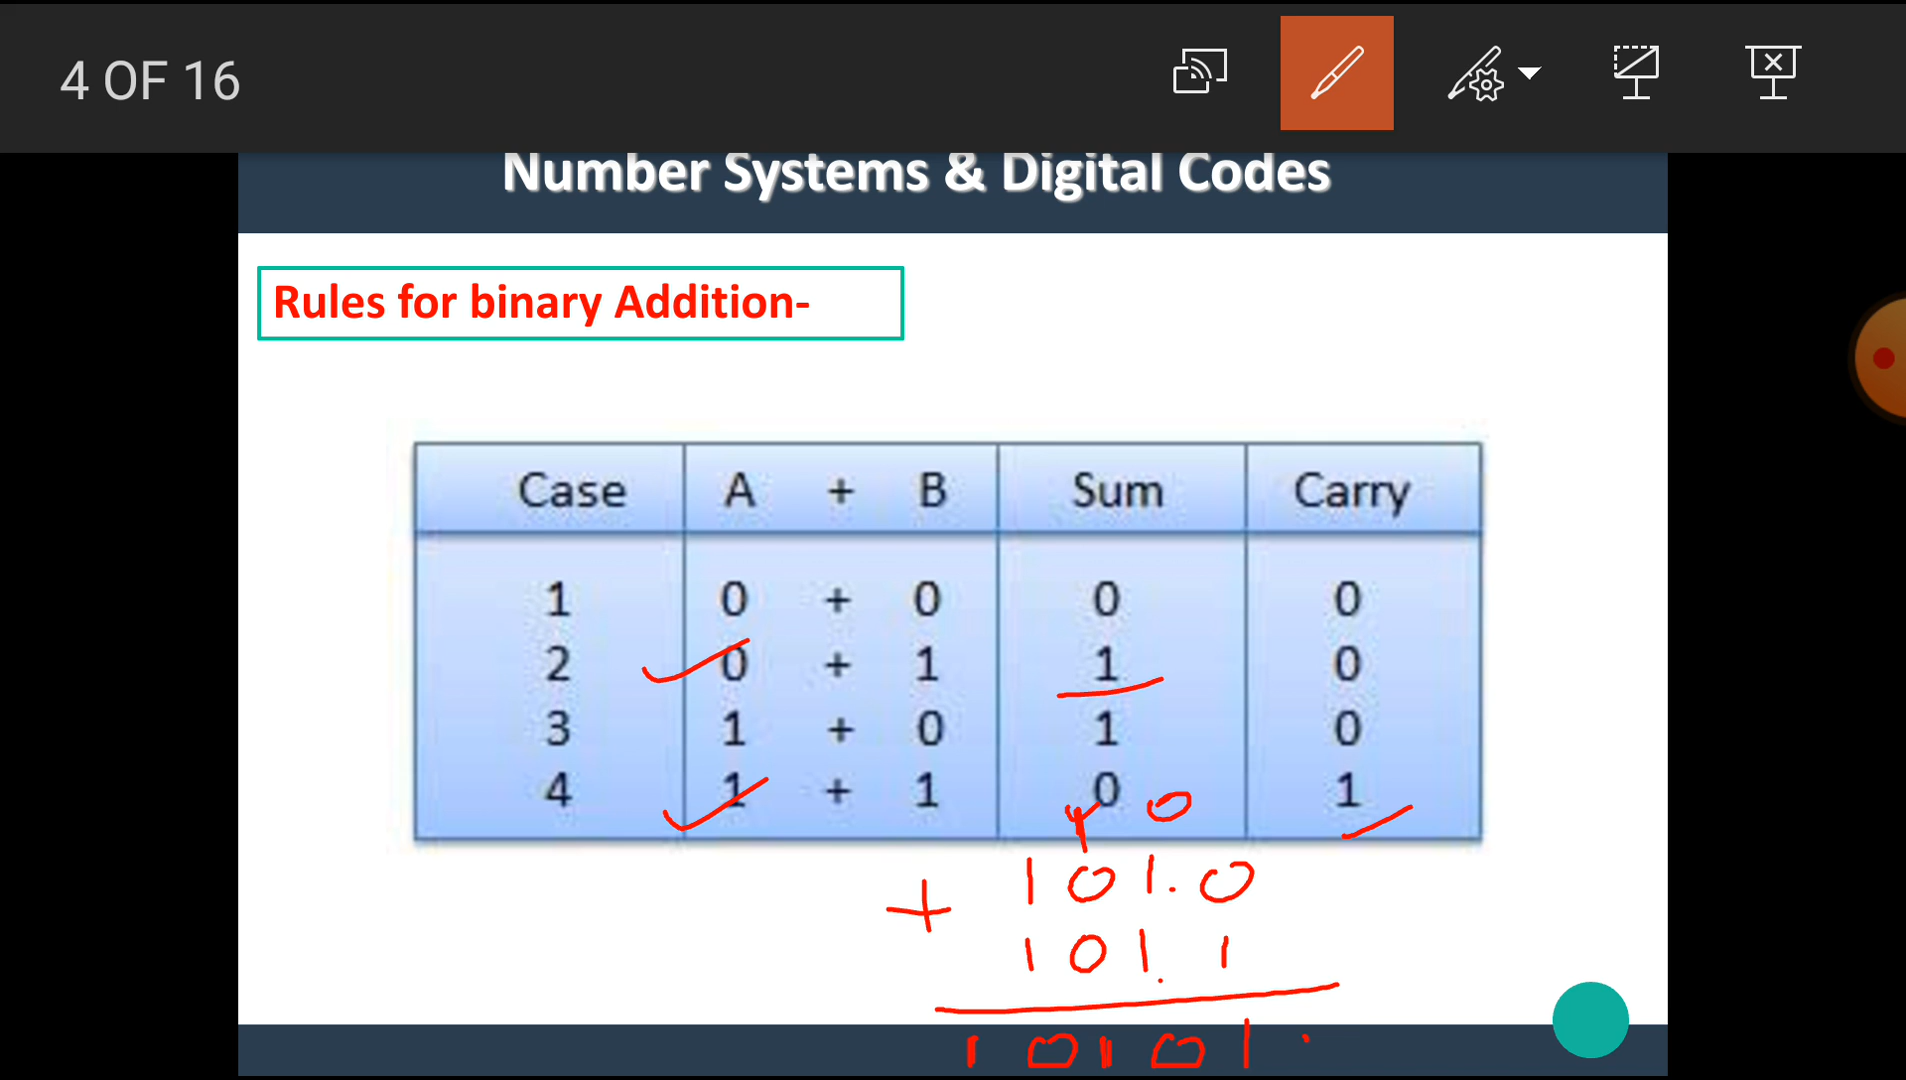 4 OF 16
Number Systems & Digital Codes
Rules for binary Addition-
Case A + B Sum Carry
1 0 + 0 0 0
2 0 + 1 1 0
3 1 + 0 1 0
4 1 + 1 0 1
1 0
101.0
+
101.1
10101